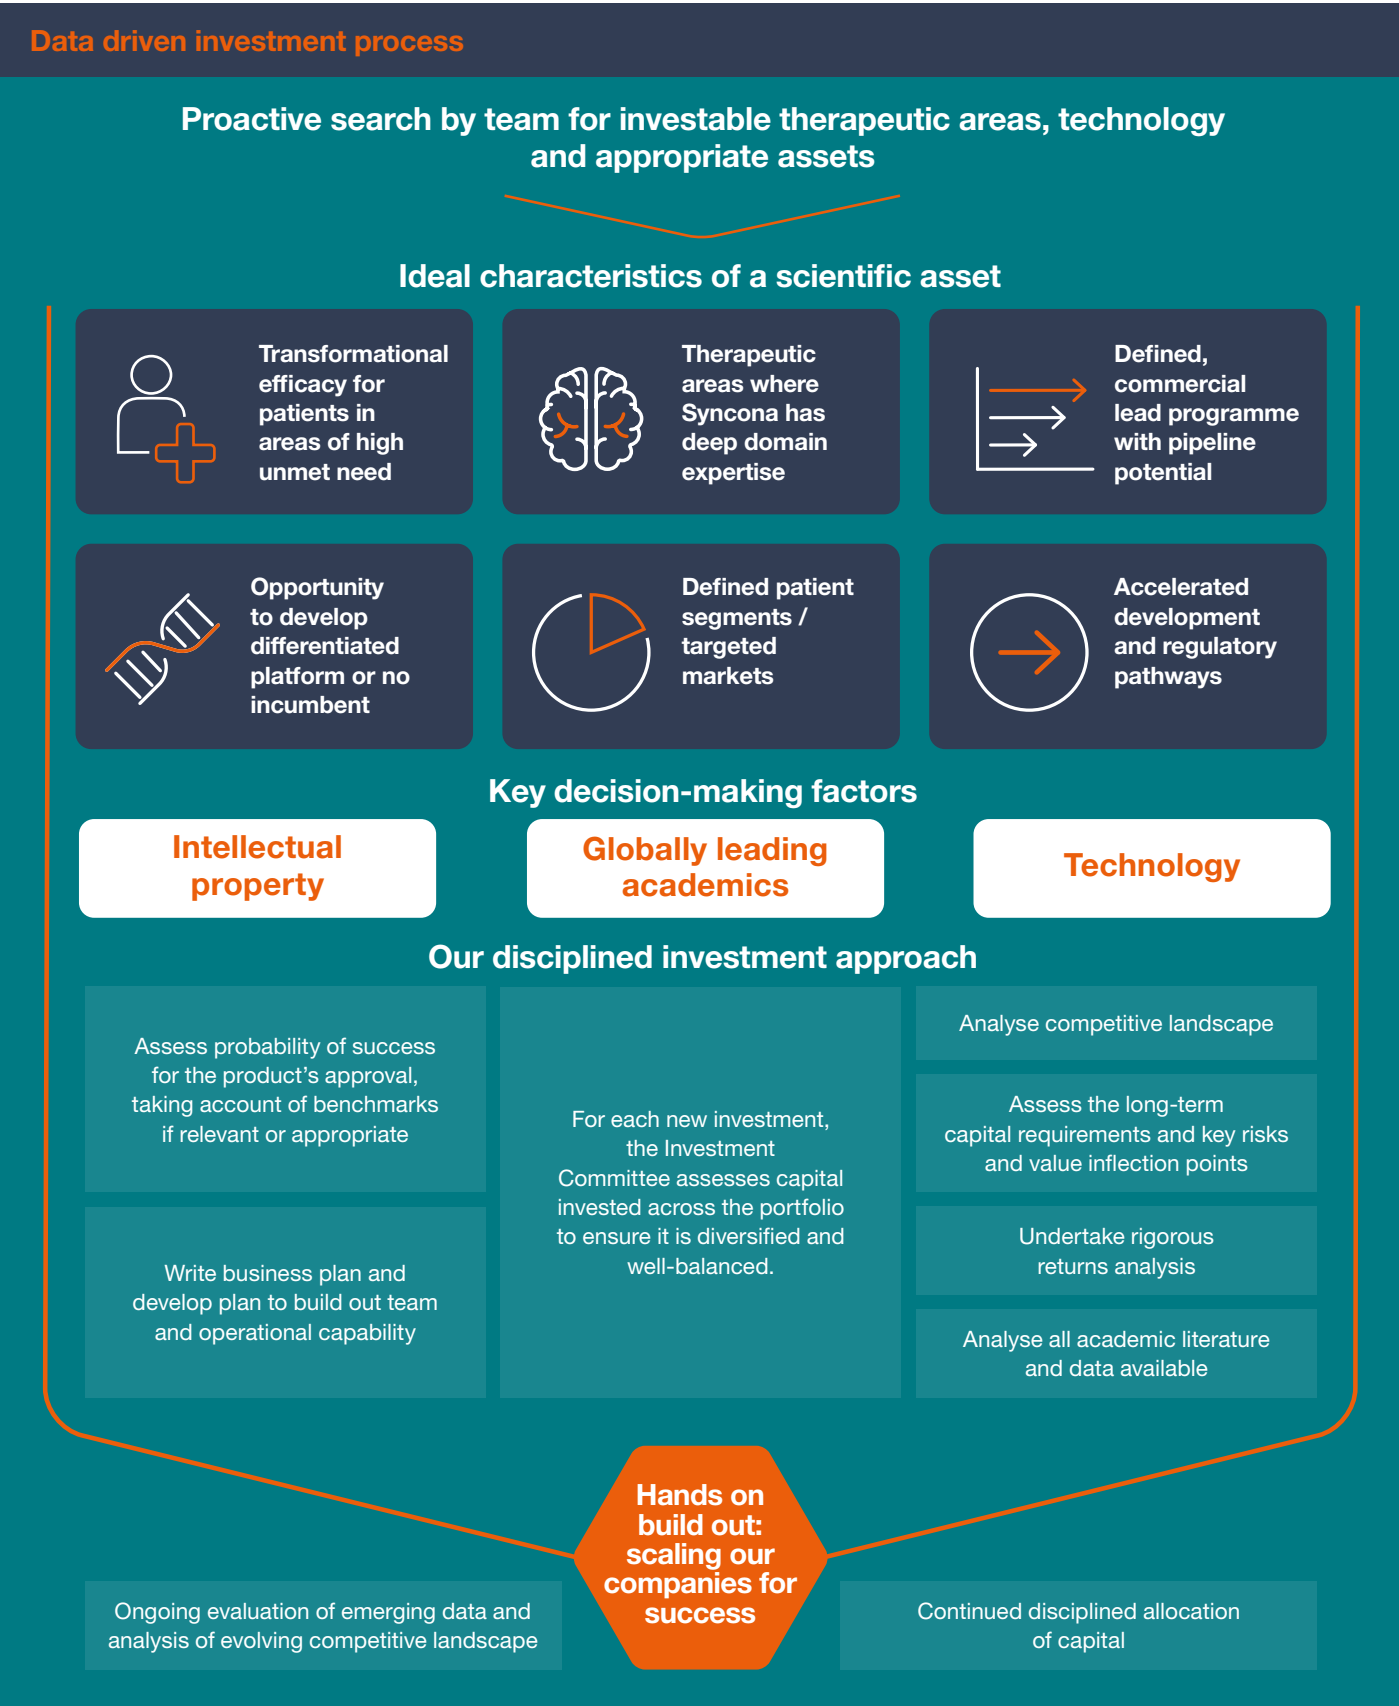 Data driven investment process
Proactive search by team for investable therapeutic areas, technology
and appropriate assets
Ideal characteristics of a scientific asset
Transformational
efficacy for
patients in
areas of high
unmet need
Therapeutic
areas where
Syncona has
deep domain
expertise
Defined,
commercial
lead programme
with pipeline
potential
Opportunity
to develop
differentiated
platform or no
incumbent
Defined patient
segments /
targeted
markets
Accelerated
development
and regulatory
pathways
Key decision-making factors
Intellectual
property
Globally leading
academics
Technology
Our disciplined investment approach
Assess probability of success
for the product’s approval,
taking account of benchmarks
if relevant or appropriate
Write business plan and
develop plan to build out team
and operational capability
For each new investment,
the Investment
Committee assesses capital
invested across the portfolio
to ensure it is diversified and
well-balanced.
Analyse competitive landscape
Assess the long-term
capital requirements and key risks
and value inflection points
Undertake rigorous
returns analysis
Analyse all academic literature
and data available
Hands on
build out:
scaling our
companies for
success
Ongoing evaluation of emerging data and
analysis of evolving competitive landscape
Continued disciplined allocation
of capital